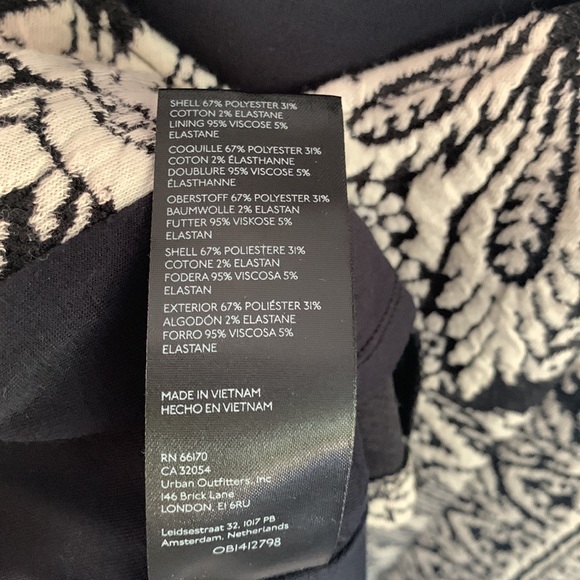 SHELL 67% POLYESTER 31%
COTTON 2% ELASTANE
LINING 95% VISCOSE 5%
ELASTANE
COQUILLE 67% POLYESTER 31%
COTON 2% ÉLASTHANNE
DOUBLURE 95% VISCOSE 5%
ÉLASTHANNE
OBERSTOFF 67% POLYESTER 31%
BAUMWOLLE 2% ELASTAN
FUTTER 95% VISKOSE 5%
ELASTAN
SHELL 67% POLIESTERE 31%
COTONE 2% ELASTAN
FODERA 95% VISCOSA 5%
ELASTAN
EXTERIOR 67% POLIÉSTER 31%
ALGODÓN 2% ELASTANE
FORRO 95% VISCOSA 5%
ELASTANE
MADE IN VIETNAM
HECHO EN VIETNAM
RN 66170
CA 32054
Urban Outfitters, Inc
146 Brick Lane
LONDON, E1 6RU
Leidsestraat 32, 1017 PB
Amsterdam, Netherlands
OB1412798